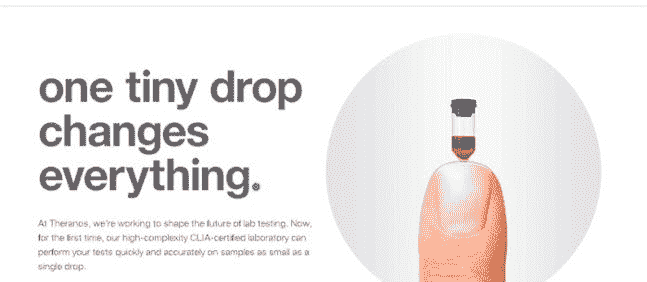 one tiny drop
changes
everything.
At Theranos, we're working to shape the future of lab testing. Now,
for the first time, our high-complexity CLIA-certified laboratory can
perform your tests quickly and accurately on samples as small as a
single drop.